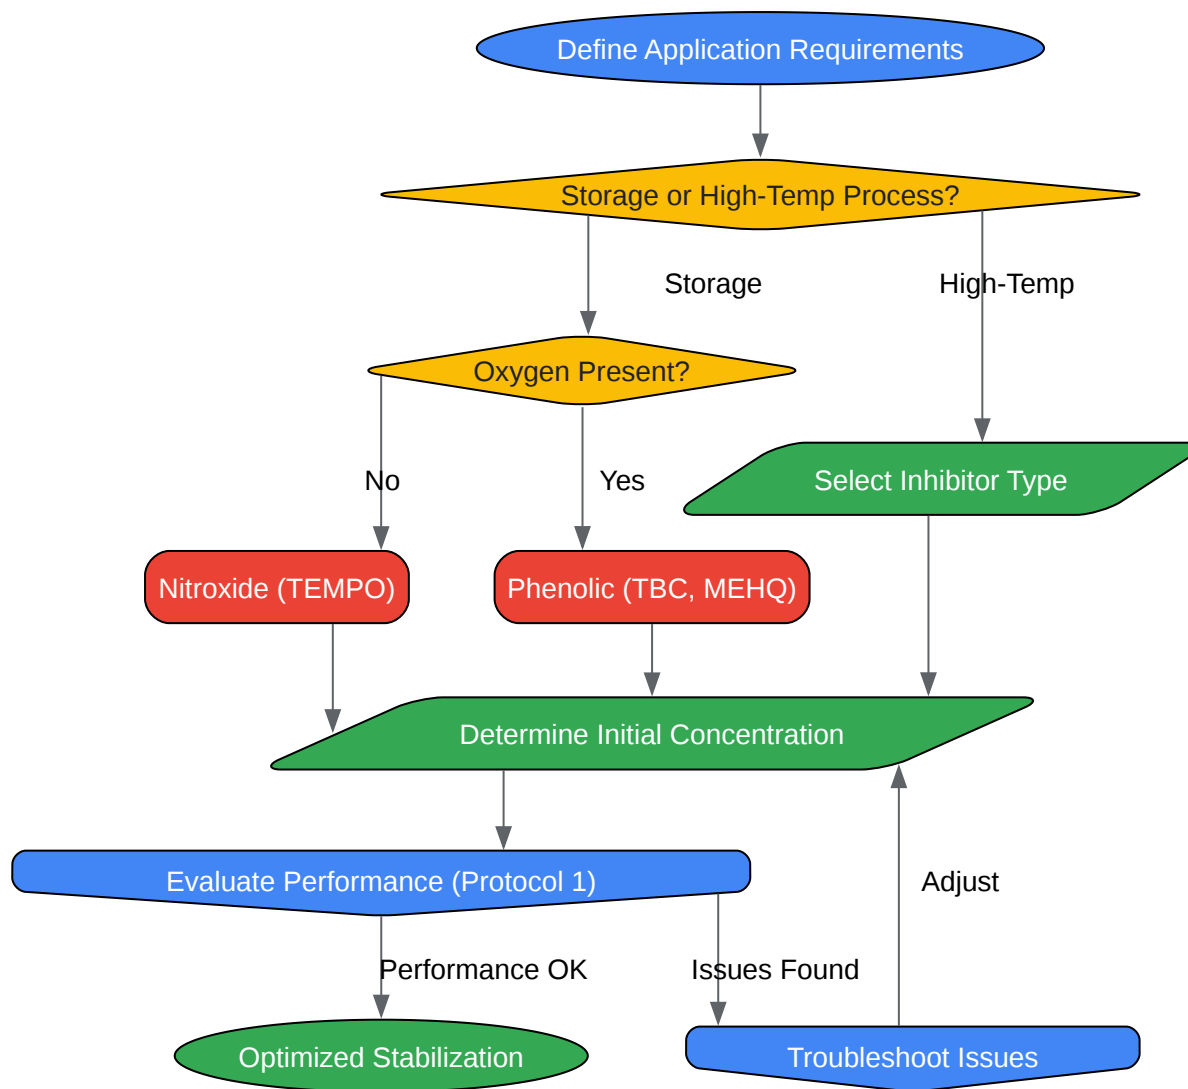 Define Application Requirements
Storage or High-Temp Process?
Storage
High-Temp
Oxygen Present?
No
Yes
Select Inhibitor Type
Nitroxide (TEMPO)
Phenolic (TBC, MEHQ)
Determine Initial Concentration
Evaluate Performance (Protocol 1)
Adjust
Performance OK
Issues Found
Optimized Stabilization
Troubleshoot Issues